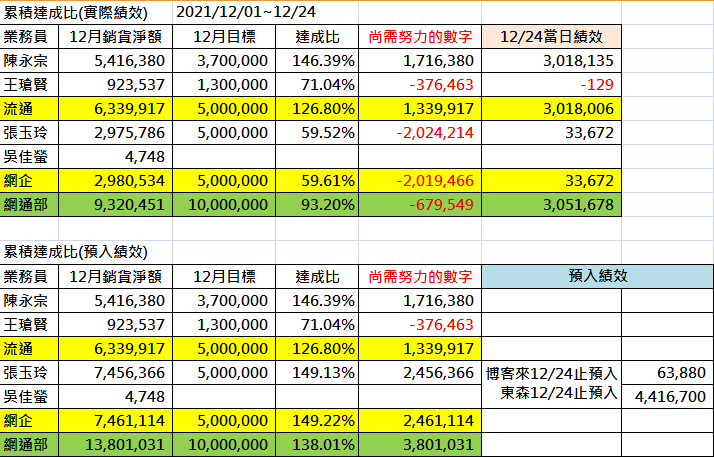 累積達成比(實際績效) 2021/12/01~12/24
業務員 12月銷貨淨額 12月目標 達成比 尚需努力的數字 12/24當日績效
陳永宗 5,416,380 3,700,000 146.39% 1,716,380 3,018,135
王瑲賢 923,537 1,300,000 71.04% -376,463 -129
流通 6,339,917 5,000,000 126.80% 1,339,917 3,018,006
張玉玲 2,975,786 5,000,000 59.52% -2,024,214 33,672
吳佳螢 4,748
網企 2,980,534 5,000,000 59.61% -2,019,466 33,672
網通部 9,320,451 10,000,000 93.20% -679,549 3,051,678
累積達成比(預入績效)
業務員 12月銷貨淨額 12月目標 達成比 尚需努力的數字 預入績效
陳永宗 5,416,380 3,700,000 146.39% 1,716,380
王瑲賢 923,537 1,300,000 71.04% -376,463
流通 6,339,917 5,000,000 126.80% 1,339,917
張玉玲 7,456,366 5,000,000 149.13% 2,456,366 博客來12/24止預入 63,880
吳佳螢 4,748 東森12/24止預入 4,416,700
網企 7,461,114 5,000,000 149.22% 2,461,114
網通部 13,801,031 10,000,000 138.01% 3,801,031